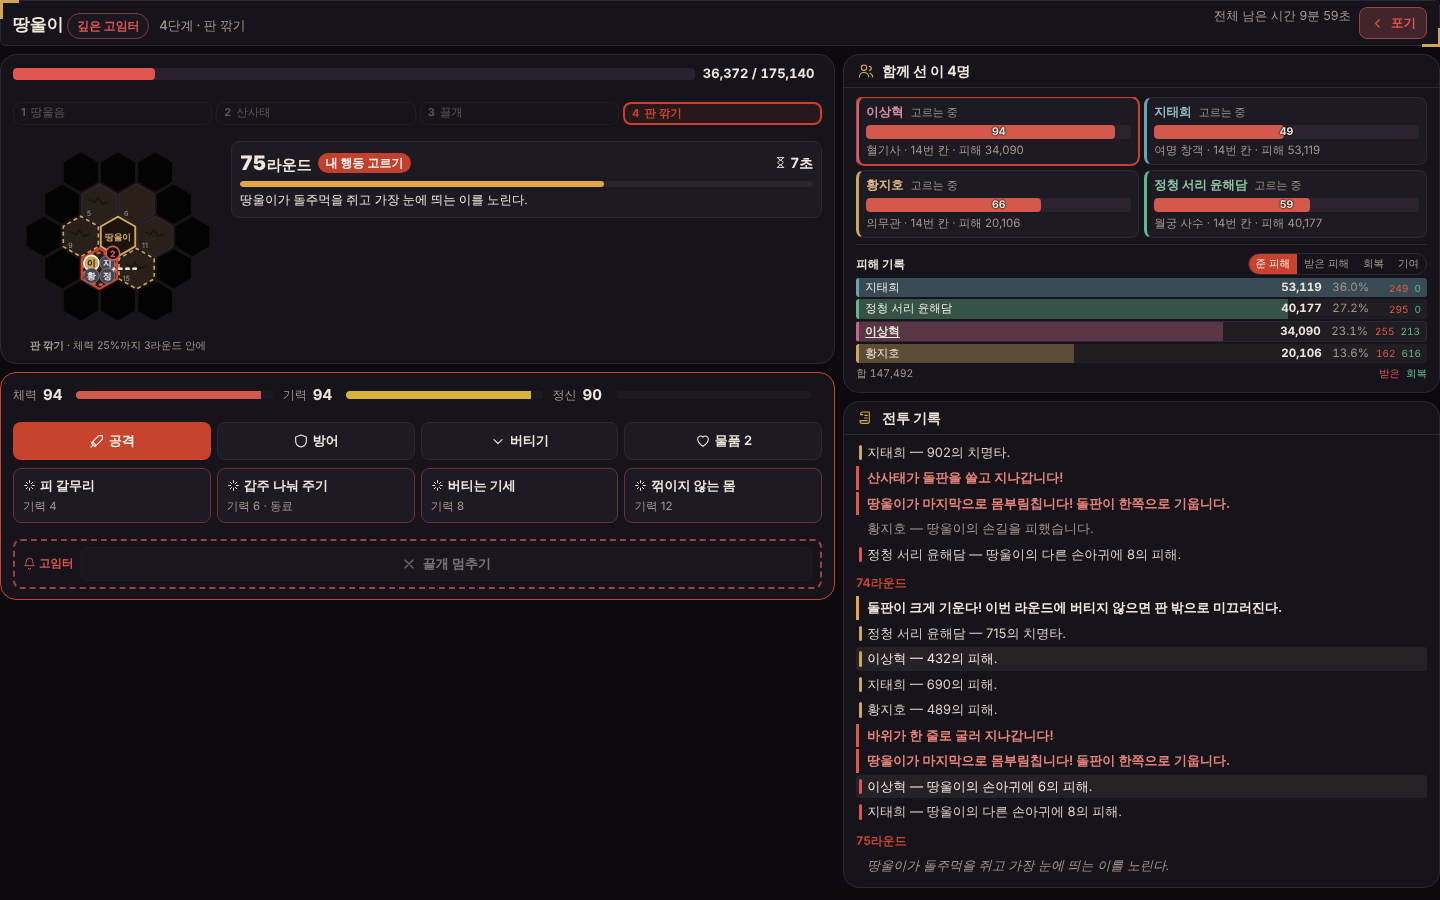 땅울이 깊은 고임터 4단계 · 판 깎기
전체 남은 시간 9분 59초
포기
36,372 / 175,140
1 땅울음
2 산사태
3 끌개
4 판 깎기
5
6
땅울이
9
11
2
이 지
황 정
15
판 깎기 · 체력 25%까지 3라운드 안에
75라운드 내 행동 고르기
7초
땅울이가 돌주먹을 쥐고 가장 눈에 띄는 이를 노린다.
체력 94
기력 94
정신 90
공격
방어
버티기
물품 2
피 갈무리
기력 4
갑주 나눠 주기
기력 6 · 동료
버티는 기세
기력 8
꺾이지 않는 몸
기력 12
고임터
끌개 멈추기
함께 선 이 4명
이상혁 고르는 중
94
혈기사 · 14번 칸 · 피해 34,090
지태희 고르는 중
49
여명 창객 · 14번 칸 · 피해 53,119
황지호 고르는 중
66
의무관 · 14번 칸 · 피해 20,106
정청 서리 윤해담 고르는 중
59
월궁 사수 · 14번 칸 · 피해 40,177
피해 기록
준 피해 받은 피해 회복 기여
지태희 53,119 36.0% 249 0
정청 서리 윤해담 40,177 27.2% 295 0
이상혁 34,090 23.1% 255 213
황지호 20,106 13.6% 162 616
합 147,492
받은 회복
전투 기록
지태희 — 902의 치명타.
산사태가 돌판을 쓸고 지나갑니다!
땅울이가 마지막으로 몸부림칩니다! 돌판이 한쪽으로 기웁니다.
황지호 — 땅울이의 손길을 피했습니다.
정청 서리 윤해담 — 땅울이의 다른 손아귀에 8의 피해.
74라운드
돌판이 크게 기운다! 이번 라운드에 버티지 않으면 판 밖으로 미끄러진다.
정청 서리 윤해담 — 715의 치명타.
이상혁 — 432의 피해.
지태희 — 690의 피해.
황지호 — 489의 피해.
바위가 한 줄로 굴러 지나갑니다!
땅울이가 마지막으로 몸부림칩니다! 돌판이 한쪽으로 기웁니다.
이상혁 — 땅울이의 손아귀에 6의 피해.
지태희 — 땅울이의 다른 손아귀에 8의 피해.
75라운드
땅울이가 돌주먹을 쥐고 가장 눈에 띄는 이를 노린다.